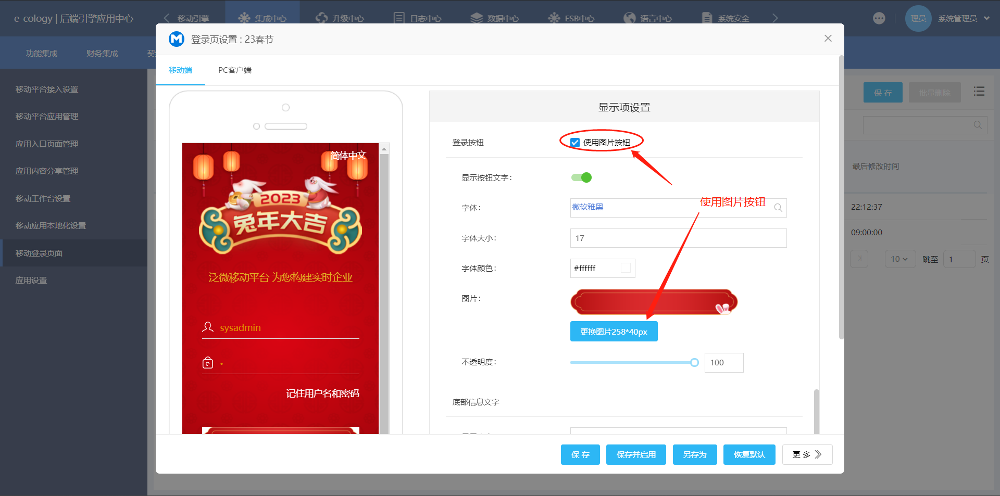 e-cology | 后端引擎应用中心
移动引擎
集成中心
升级中心
日志中心
数据中心
ESB中心
语言中心
系统安全
理员
系统管理员
功能集成
财务集成
移动平台接入设置
移动平台应用管理
应用入口页面管理
应用内容分享管理
移动工作台设置
移动应用本地化设置
移动登录页面
应用设置
登录页设置 : 23春节
移动端
PC客户端
简体中文
2023
兔年大吉
泛微移动平台 为您构建实时企业
sysadmin
记住用户名和密码
显示项设置
登录按钮
使用图片按钮
显示按钮文字：
字体：
微软雅黑
使用图片按钮
字体大小：
17
字体颜色：
#ffffff
图片：
更换图片258*40px
不透明度：
100
底部信息文字
保 存
保存并启用
另存为
恢复默认
更 多
保 存
批量删除
最后修改时间
22:12:37
09:00:00
10
跳至
1
页